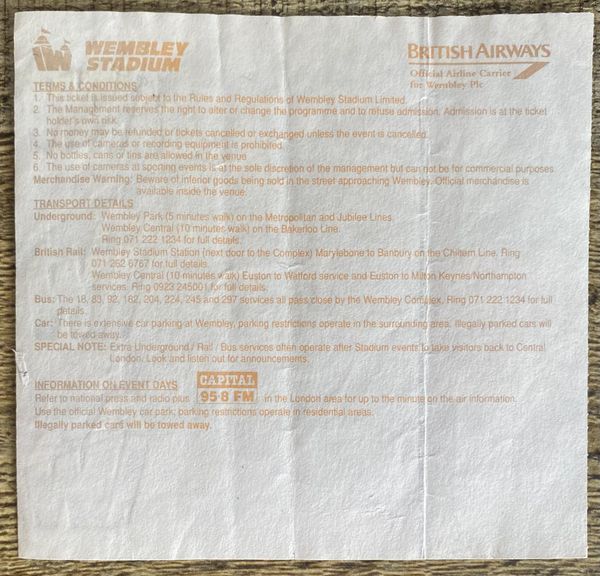 WEMBLEY
STADIUM
BRITISH AIRWAYS
Official Airline Carrier
for Wembley Plc
TERMS & CONDITIONS
1. This ticket is issued subject to the Rules and Regulations of Wembley Stadium Limited.
2. The Management reserves the right to alter or change the programme and to refuse admission. Admission is at the ticket
holder's own risk.
3. No money may be refunded or tickets cancelled or exchanged unless the event is cancelled.
4. The use of cameras or recording equipment is prohibited.
5. No bottles, cans or tins are allowed in the venue
6. The use of cameras at sporting events is at the sole discretion of the management but can not be for commercial purposes.
Merchandise Warning: Beware of inferior goods being sold in the street approaching Wembley. Official merchandise is
available inside the venue.
TRANSPORT DETAILS
Underground: Wembley Park (5 minutes walk) on the Metropolitan and Jubilee Lines.
Wembley Central (10 minutes walk) on the Bakerloo Line.
Ring 071 222 1234 for full details.
British Rail: Wembley Stadium Station (next door to the Complex) Marylebone to Banbury on the Chiltern Line. Ring
071 262 6767 for full details.
Wembley Central (10 minutes walk) Euston to Watford service and Euston to Milton Keynes/Northampton
services. Ring 0923 245001 for full details.
Bus: The 18, 83, 92, 182, 204, 224, 245 and 297 services all pass close by the Wembley Complex. Ring 071 222 1234 for full
details.
Car: There is extensive car parking at Wembley, parking restrictions operate in the surrounding area. Illegally parked cars will
be towed away.
SPECIAL NOTE: Extra Underground / Rail / Bus services often operate after Stadium events to take visitors back to Central
London. Look and listen out for announcements.
INFORMATION ON EVENT DAYS
CAPITAL
95·8 FM
Refer to national press and radio plus in the London area for up to the minute on the air information.
Use the official Wembley car park, parking restrictions operate in residential areas.
Illegally parked cars will be towed away.